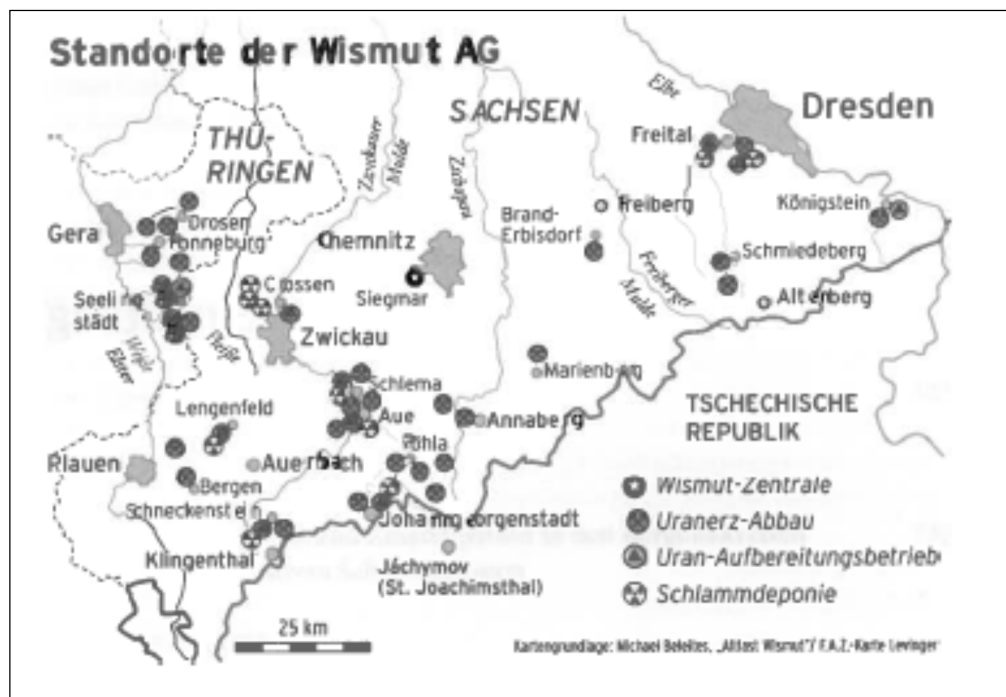 Standorte der Wismut AG
SACHSEN
THÜ-
RINGEN
Elbe
Dresden
Freital
Zwickauer
Mulde
Zschopau
Gera
Drosen
Ronneburg
Chemnitz
Siegmar
Brand-
Erbisdorf
Freiberg
Königstein
Schmiedeberg
Freiberger
Mulde
Altenberg
Crossen
Seeling
städt
Zwickau
Weiße
Elster
Pleiße
Marienberg
Schlema
Aue
Annaberg
Lengenfeld
TSCHECHISCHE
REPUBLIK
Pöhla
Plauen
Auerbach
Bergen
Schneckenstein
Johanngeorgenstadt
Klingenthal
Jáchymov
(St. Joachimsthal)
Wismut-Zentrale
Uranerz-Abbau
Uran-Aufbereitungsbetrieb
Schlammdeponie
25 km
Kartengrundlage: Michael Beleites, „Altlast Wismut"/ F.A.Z.-Karte Levinger